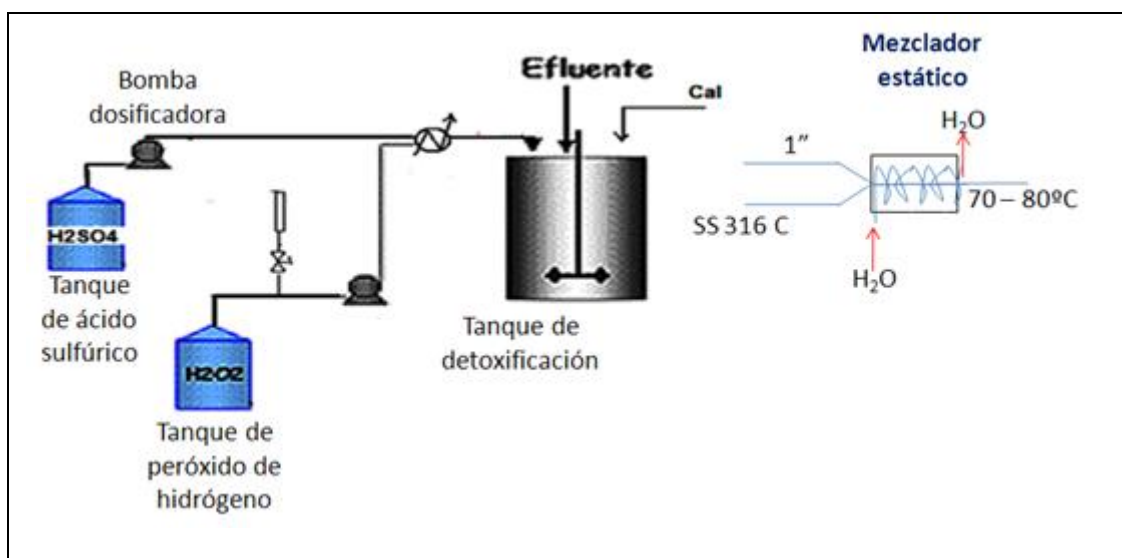 Bomba
dosificadora
H2SO4
Tanque
de ácido
sulfúrico
H2O2
Tanque de
peróxido de
hidrógeno
Efluente
Cal
Tanque de
detoxificación
Mezclador
estático
H₂O
1”
70 – 80ºC
SS 316 C
H₂O